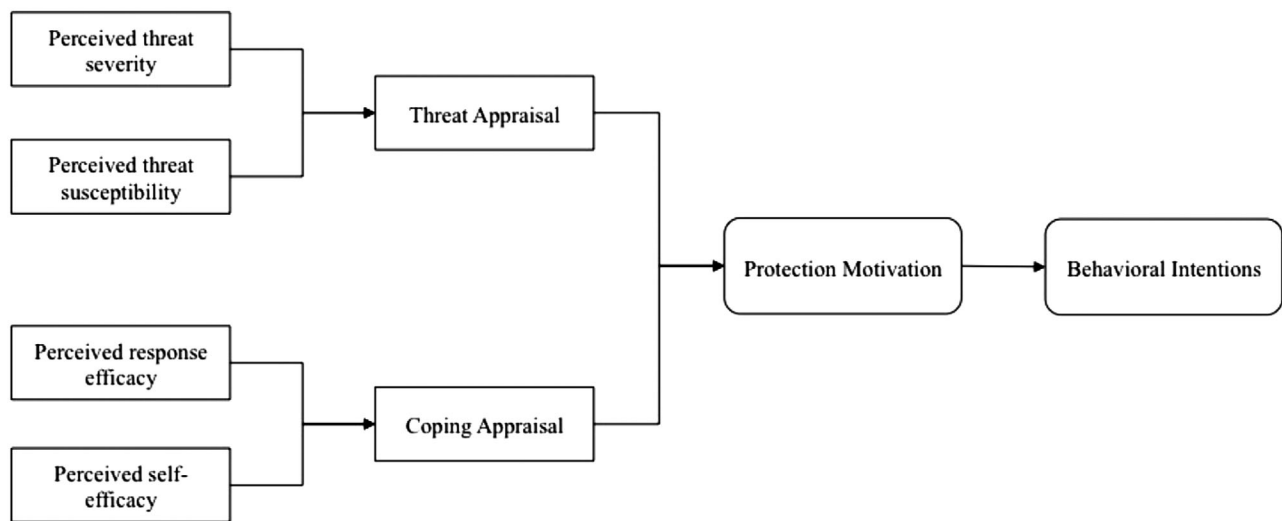 Perceived threat
severity
Threat Appraisal
Perceived threat
susceptibility
Protection Motivation
Behavioral Intentions
Perceived response
efficacy
Coping Appraisal
Perceived self-
efficacy